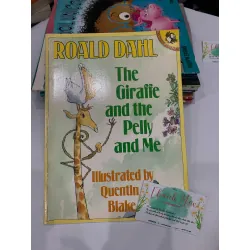 ROALD DAHL
The
Giraffe
and the
Pelly
and Me
Illustrated by
Quentin
Blake